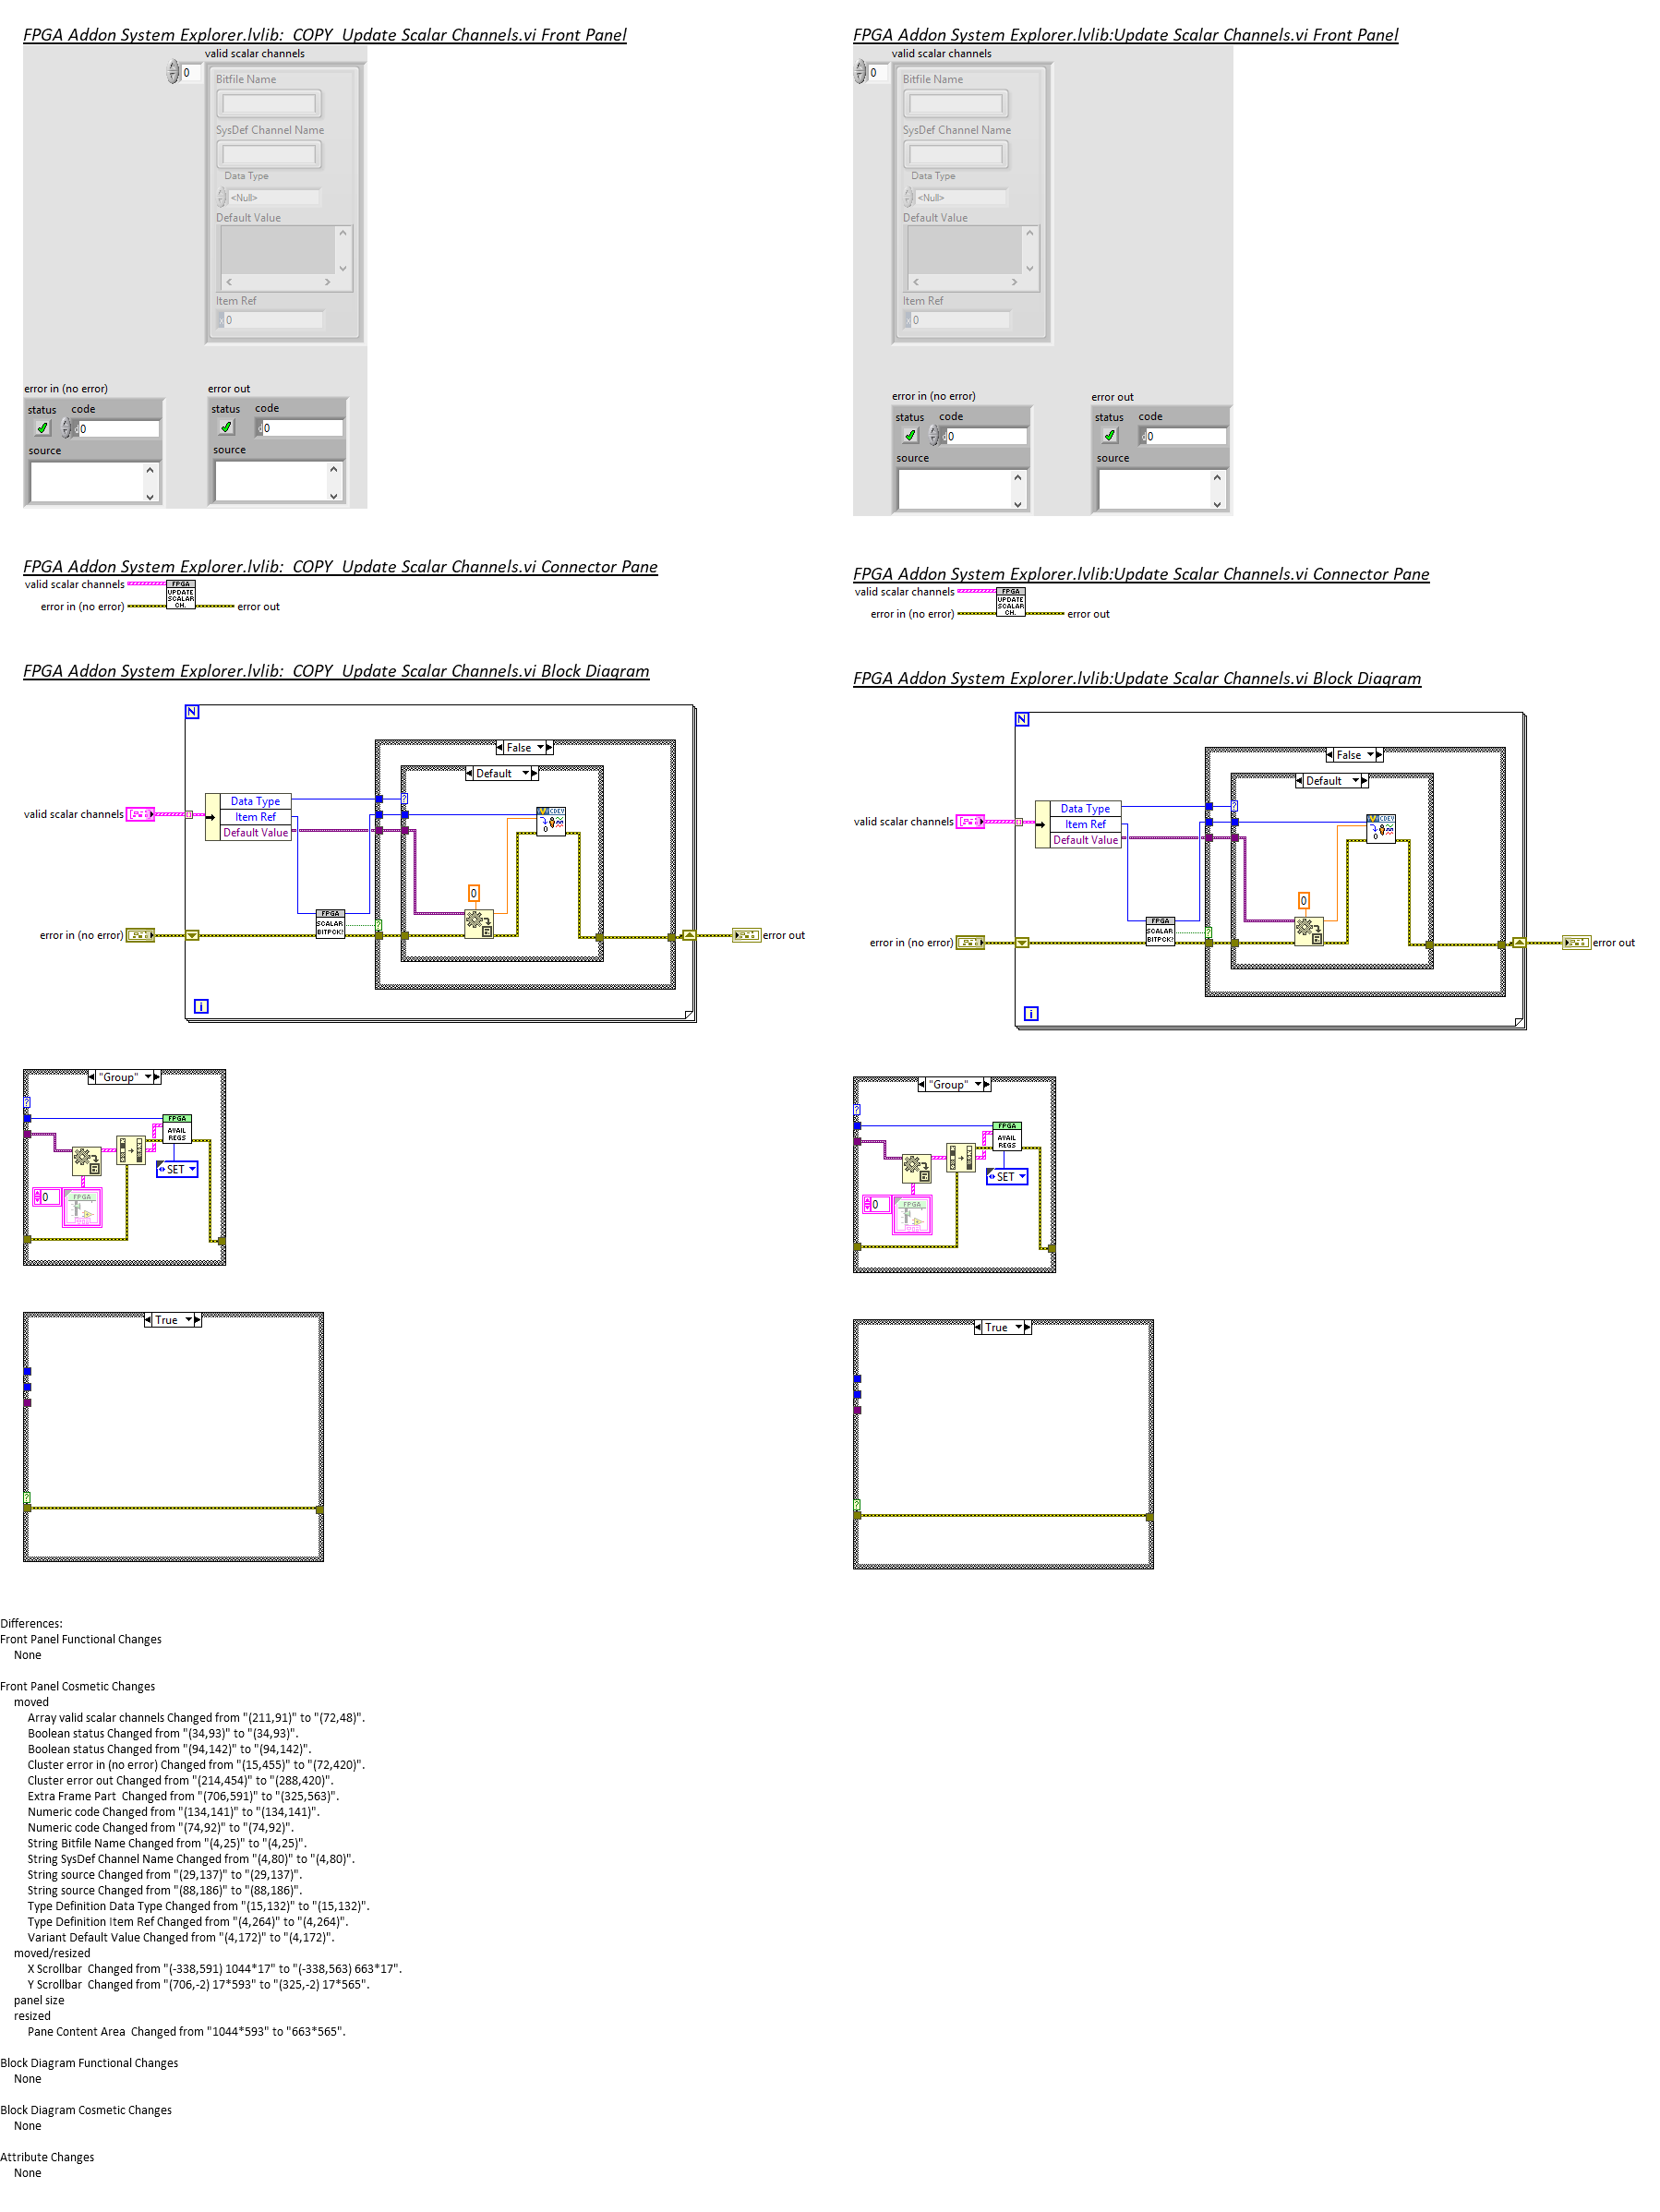 FPGA Addon System Explorer.lvlib:  COPY  Update Scalar Channels.vi Front Panel
valid scalar channels
0
Bitfile Name
SysDef Channel Name
Data Type
<Null>
Default Value
Item Ref
0
error in (no error)
status code
0
source
error out
status code
0
source
FPGA Addon System Explorer.lvlib:  COPY  Update Scalar Channels.vi Connector Pane
valid scalar channels
FPGA
UPDATE
SCALAR
CH.
error in (no error)
error out
FPGA Addon System Explorer.lvlib:  COPY  Update Scalar Channels.vi Block Diagram
N
False
Default
valid scalar channels
Data Type
Item Ref
Default Value
?
V CDEV
0
0
FPGA
SCALAR
BITPCK?
?
error in (no error)
error out
i
"Group"
?
FPGA
AVAIL
REGS
SET
0
FPGA
True
?
FPGA Addon System Explorer.lvlib:Update Scalar Channels.vi Front Panel
valid scalar channels
0
Bitfile Name
SysDef Channel Name
Data Type
<Null>
Default Value
Item Ref
0
error in (no error)
status code
0
source
error out
status code
0
source
FPGA Addon System Explorer.lvlib:Update Scalar Channels.vi Connector Pane
valid scalar channels
FPGA
UPDATE
SCALAR
CH.
error in (no error)
error out
FPGA Addon System Explorer.lvlib:Update Scalar Channels.vi Block Diagram
N
False
Default
valid scalar channels
Data Type
Item Ref
Default Value
?
V CDEV
0
0
FPGA
SCALAR
BITPCK?
?
error in (no error)
error out
i
"Group"
?
FPGA
AVAIL
REGS
SET
0
FPGA
True
?
Differences:
Front Panel Functional Changes
None
Front Panel Cosmetic Changes
moved
Array valid scalar channels Changed from "(211,91)" to "(72,48)".
Boolean status Changed from "(34,93)" to "(34,93)".
Boolean status Changed from "(94,142)" to "(94,142)".
Cluster error in (no error) Changed from "(15,455)" to "(72,420)".
Cluster error out Changed from "(214,454)" to "(288,420)".
Extra Frame Part  Changed from "(706,591)" to "(325,563)".
Numeric code Changed from "(134,141)" to "(134,141)".
Numeric code Changed from "(74,92)" to "(74,92)".
String Bitfile Name Changed from "(4,25)" to "(4,25)".
String SysDef Channel Name Changed from "(4,80)" to "(4,80)".
String source Changed from "(29,137)" to "(29,137)".
String source Changed from "(88,186)" to "(88,186)".
Type Definition Data Type Changed from "(15,132)" to "(15,132)".
Type Definition Item Ref Changed from "(4,264)" to "(4,264)".
Variant Default Value Changed from "(4,172)" to "(4,172)".
moved/resized
X Scrollbar  Changed from "(-338,591) 1044*17" to "(-338,563) 663*17".
Y Scrollbar  Changed from "(706,-2) 17*593" to "(325,-2) 17*565".
panel size
resized
Pane Content Area  Changed from "1044*593" to "663*565".
Block Diagram Functional Changes
None
Block Diagram Cosmetic Changes
None
Attribute Changes
None